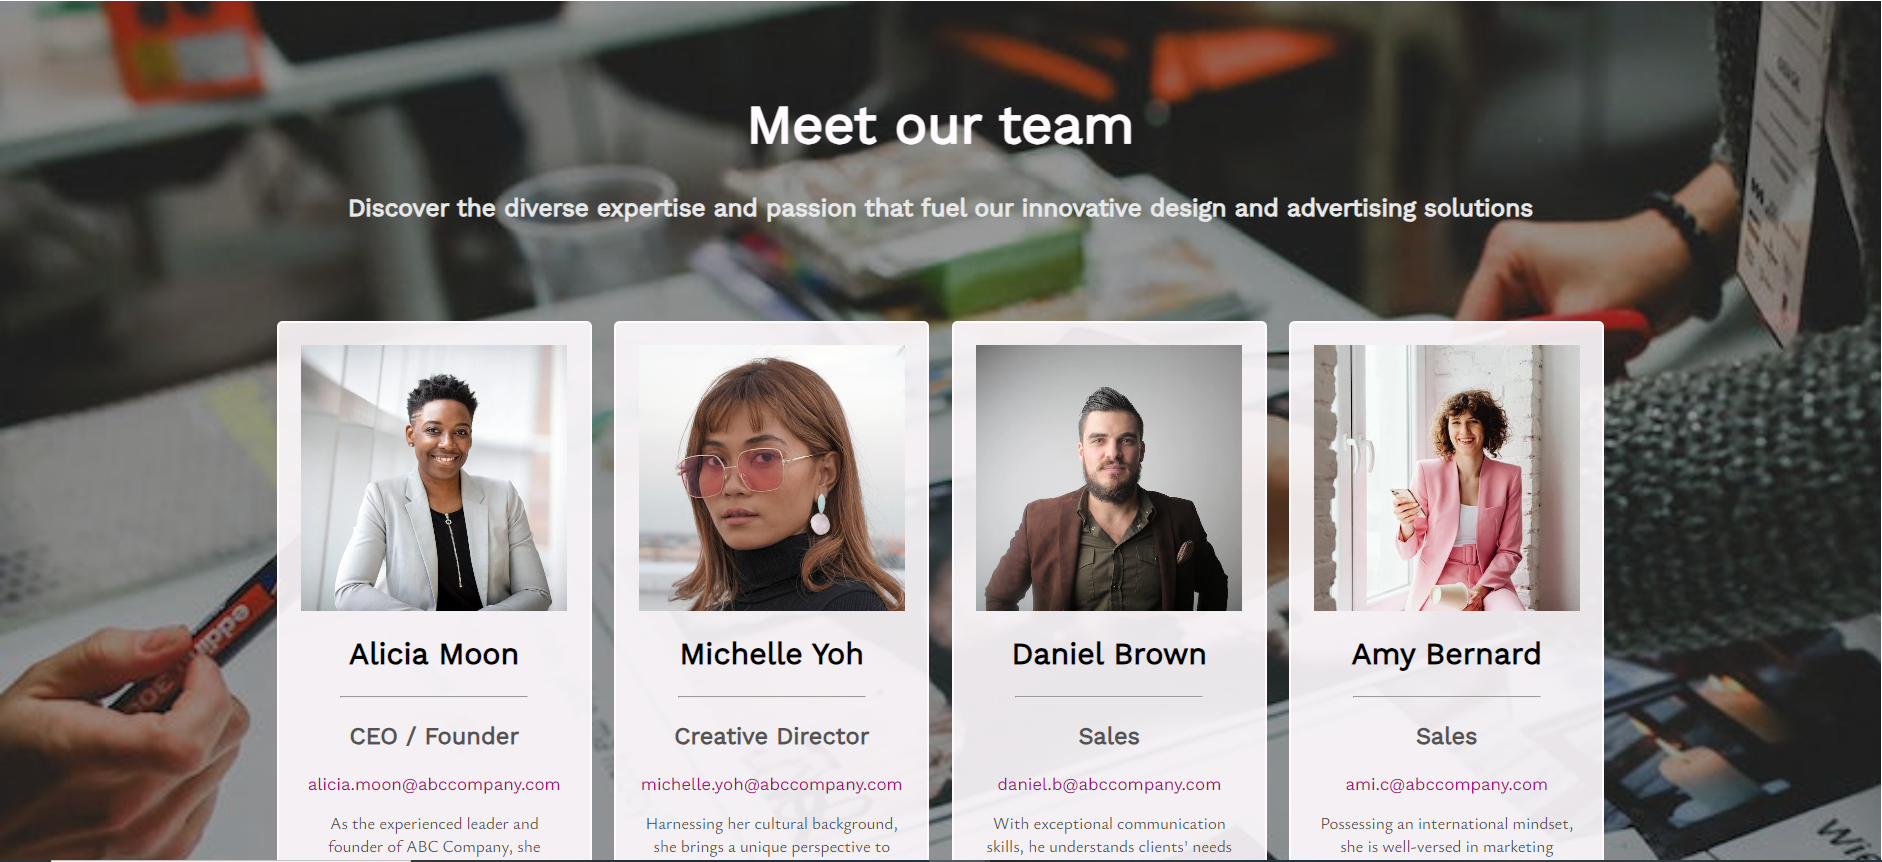 Meet our team
Discover the diverse expertise and passion that fuel our innovative design and advertising solutions
Alicia Moon
CEO / Founder
alicia.moon@abccompany.com
As the experienced leader and
founder of ABC Company, she
Michelle Yoh
Creative Director
michelle.yoh@abccompany.com
Harnessing her cultural background,
she brings a unique perspective to
Daniel Brown
Sales
daniel.b@abccompany.com
With exceptional communication
skills, he understands clients' needs
Amy Bernard
Sales
ami.c@abccompany.com
Possessing an international mindset,
she is well-versed in marketing
edding